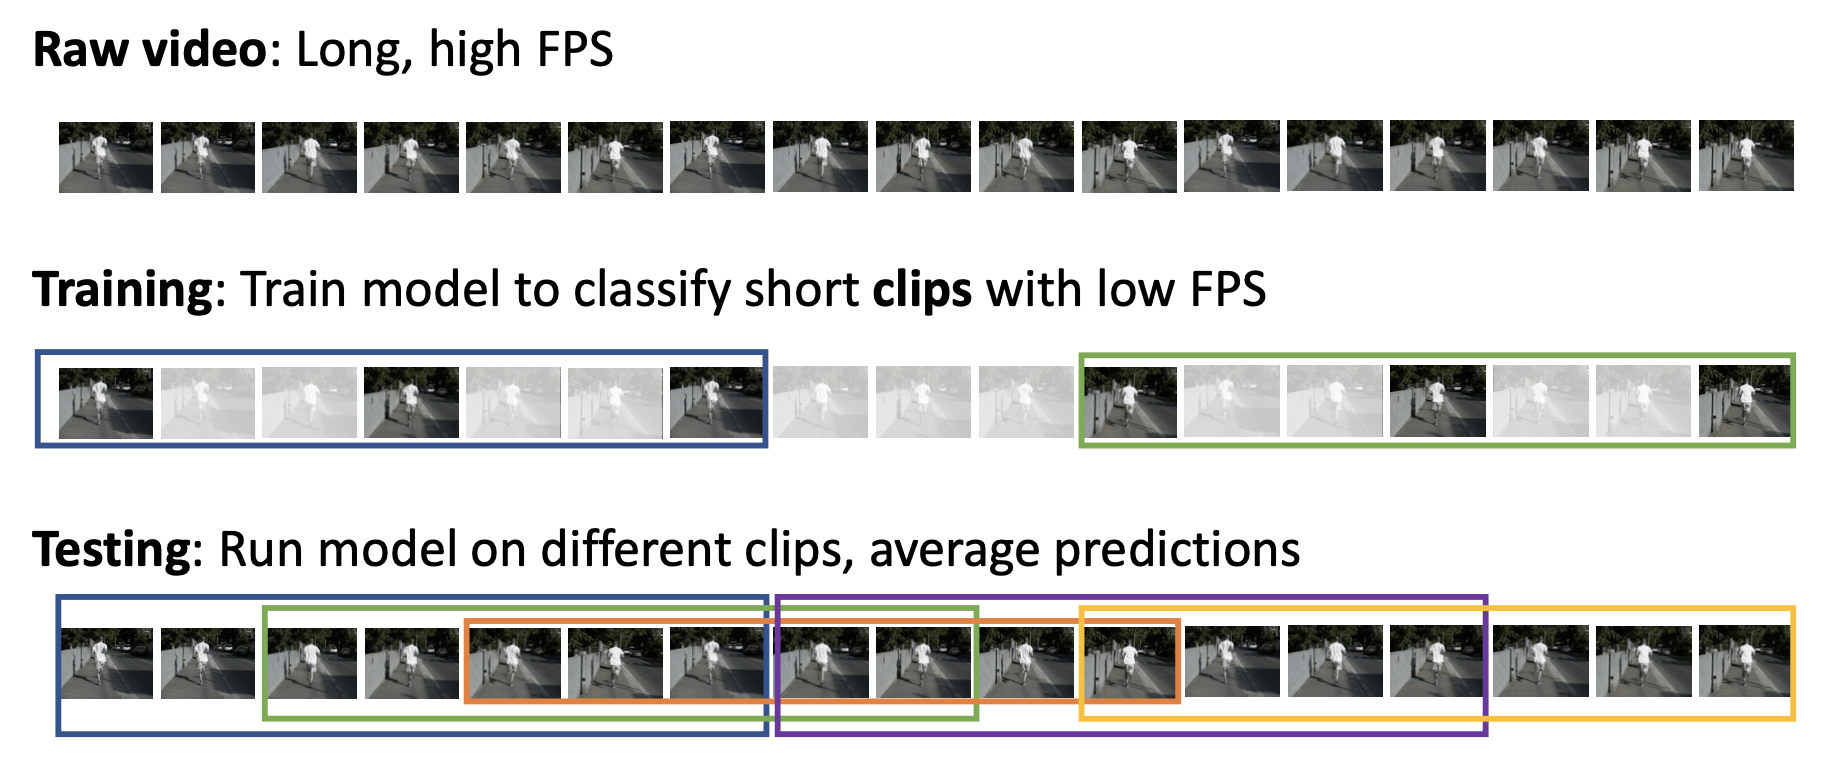 Raw video: Long, high FPS
Training: Train model to classify short clips with low FPS
Testing: Run model on different clips, average predictions